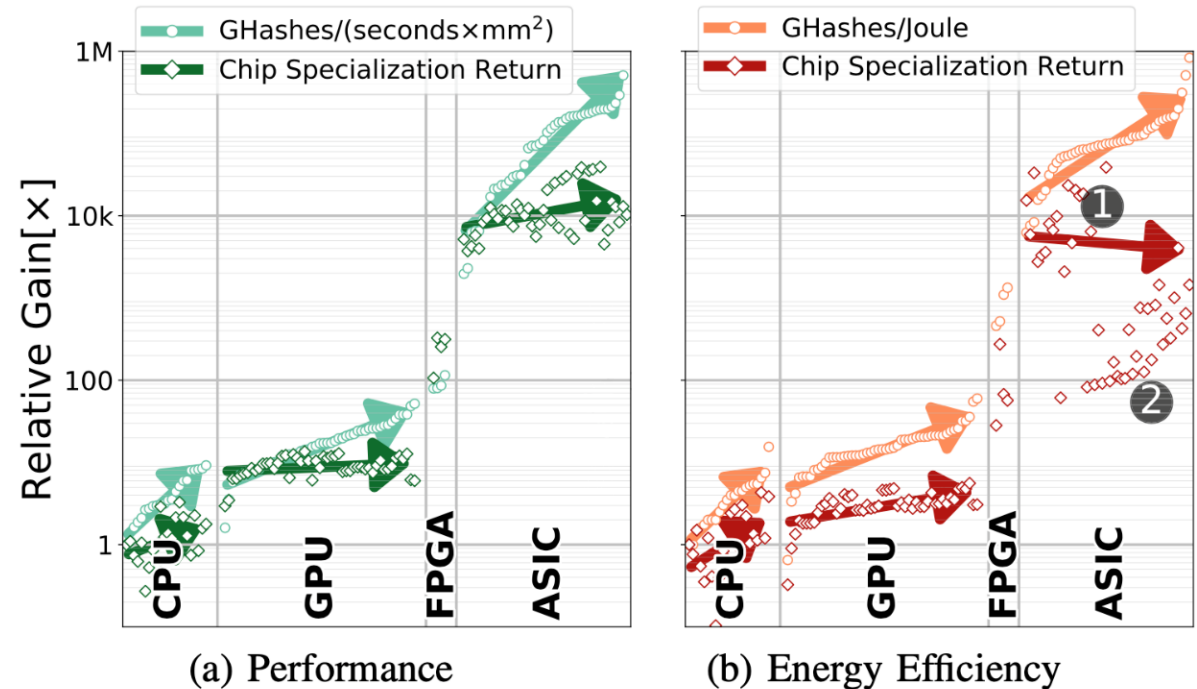 GHashes/(seconds×mm²)
Chip Specialization Return
GHashes/Joule
Chip Specialization Return
Relative Gain[×]
1M
10k
100
1
CPU
GPU
FPGA
ASIC
1
2
CPU
GPU
FPGA
ASIC
(a) Performance
(b) Energy Efficiency